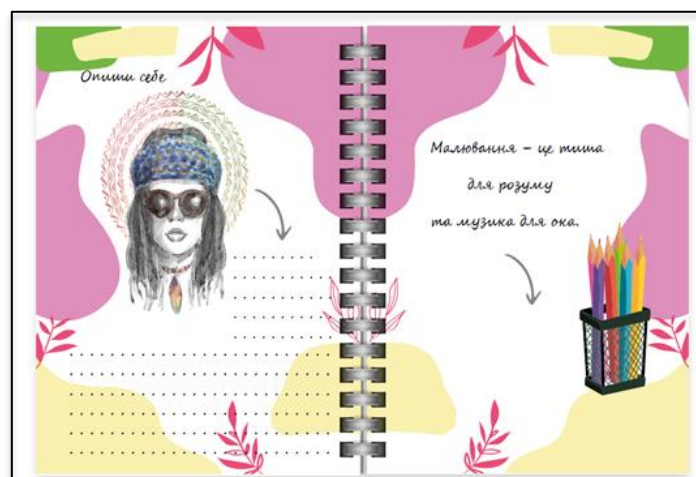 Опиши себе
Малювання – це тиша
для розуму
та музика для ока.